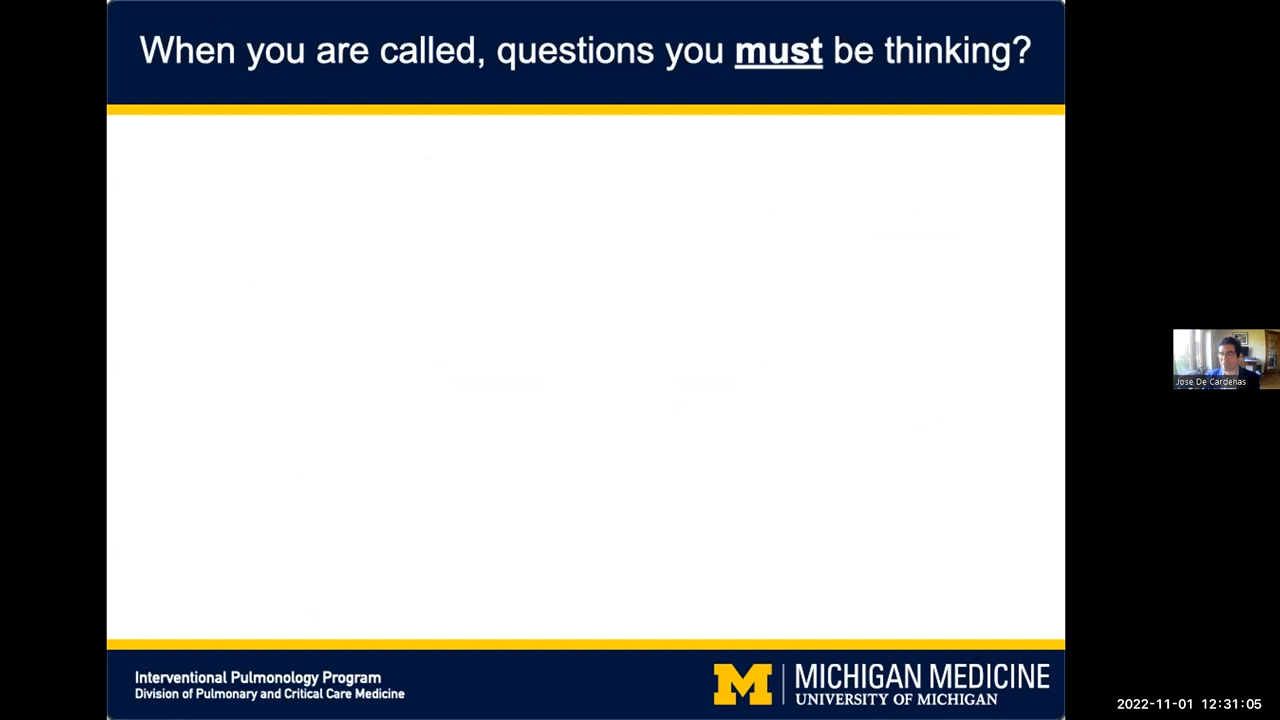 When you are called, questions you must be thinking?
Jose De Cardenas
Interventional Pulmonology Program
Division of Pulmonary and Critical Care Medicine
M | MICHIGAN MEDICINE
UNIVERSITY OF MICHIGAN
2022-11-01 12:31:05